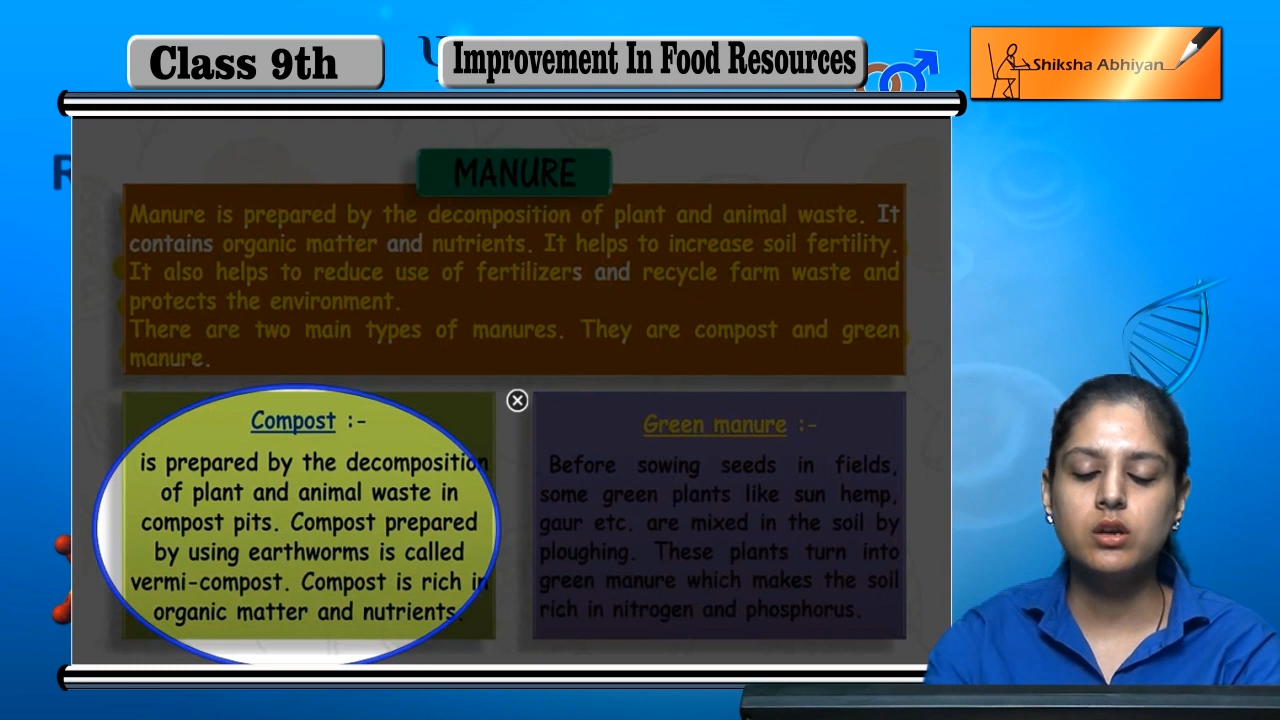 Class 9th
Improvement In Food Resources
Shiksha Abhiyan
MANURE
Manure is prepared by the decomposition of plant and animal waste. It
contains organic matter and nutrients. It helps to increase soil fertility.
It also helps to reduce use of fertilizers and recycle farm waste and
protects the environment.
There are two main types of manures. They are compost and green
manure.
Compost :-
is prepared by the decomposition
of plant and animal waste in
compost pits. Compost prepared
by using earthworms is called
vermi-compost. Compost is rich in
organic matter and nutrients.
Green manure :-
Before sowing seeds in fields,
some green plants like sun hemp,
gaur etc. are mixed in the soil by
ploughing. These plants turn into
green manure which makes the soil
rich in nitrogen and phosphorus.